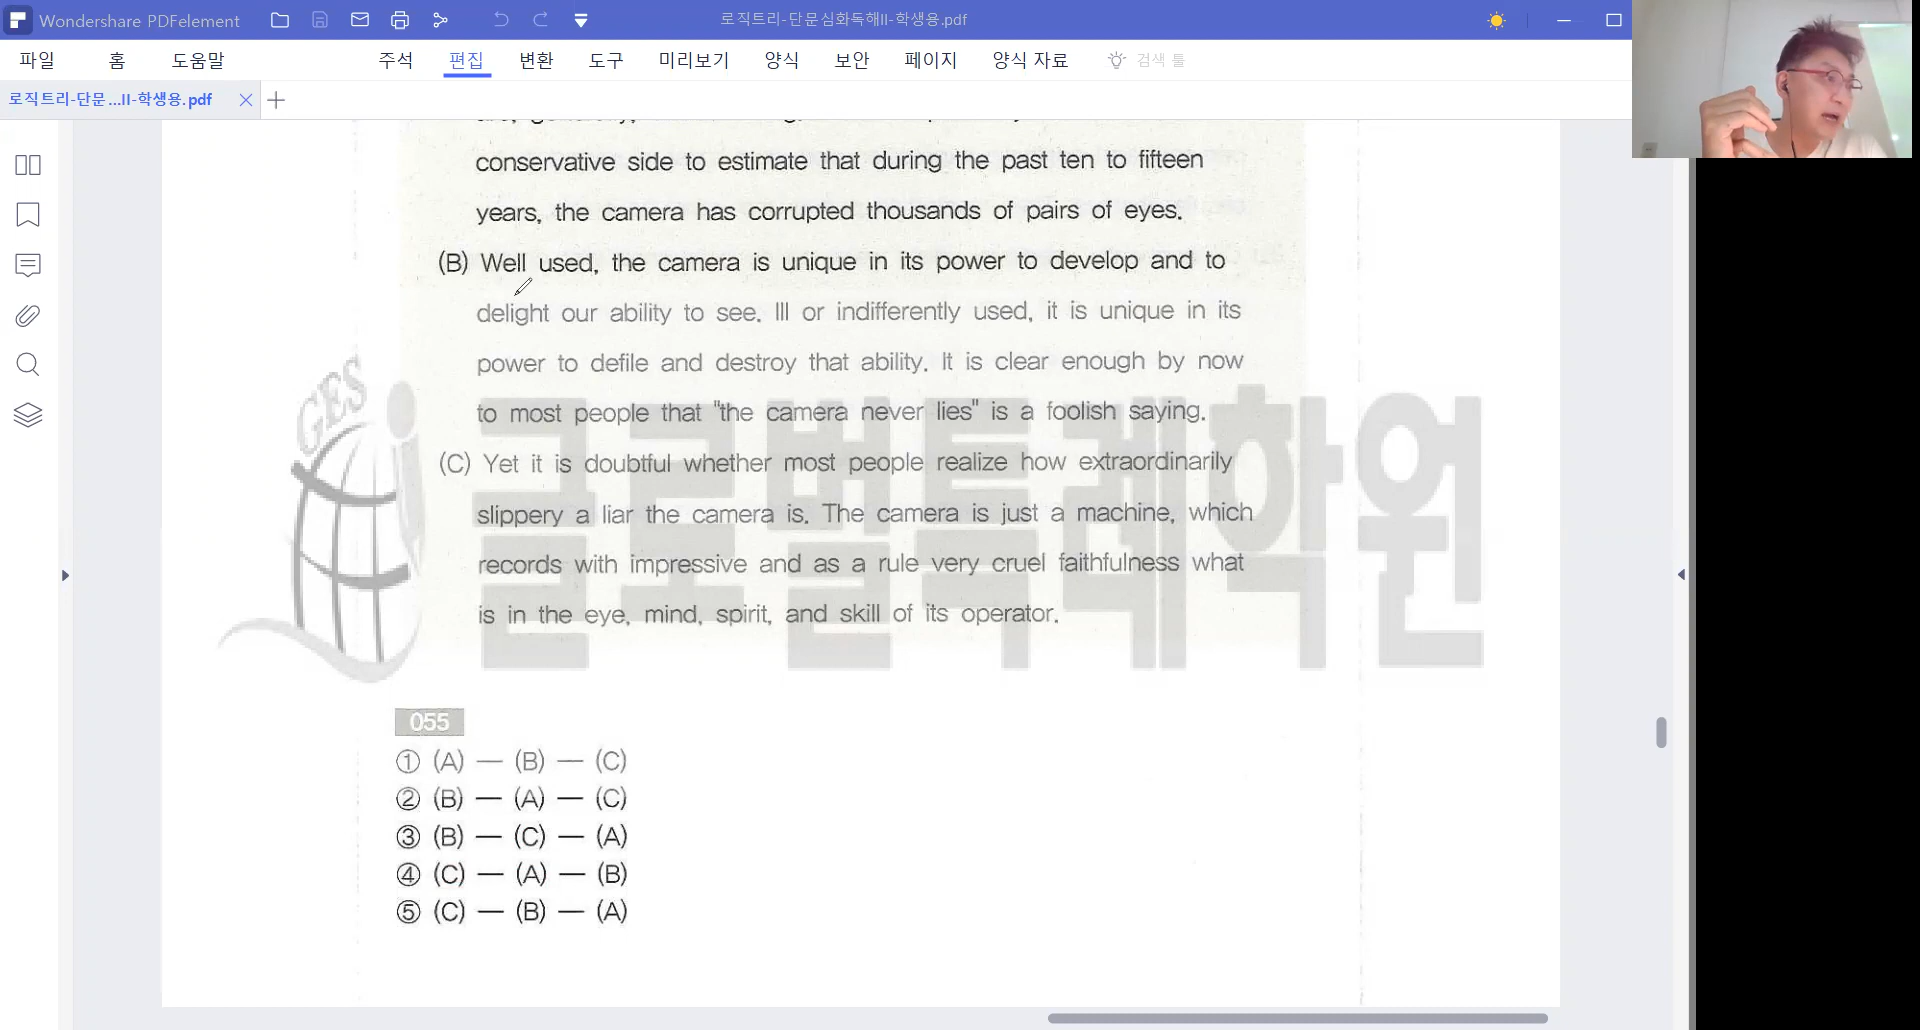 Wondershare PDFelement
로직트리-단문심화독해II-학생용.pdf
파일 홈 도움말 주석 편집 변환 도구 미리보기 양식 보안 페이지 양식 자료 검색 툴
로직트리-단문...II-학생용.pdf
conservative side to estimate that during the past ten to fifteen
years, the camera has corrupted thousands of pairs of eyes.
(B) Well used, the camera is unique in its power to develop and to
delight our ability to see. Ill or indifferently used, it is unique in its
power to defile and destroy that ability. It is clear enough by now
to most people that "the camera never lies" is a foolish saying.
(C) Yet it is doubtful whether most people realize how extraordinarily
slippery a liar the camera is. The camera is just a machine, which
records with impressive and as a rule very cruel faithfulness what
is in the eye, mind, spirit, and skill of its operator.
GES
글로벌특례학원
055
① (A) — (B) — (C)
② (B) — (A) — (C)
③ (B) — (C) — (A)
④ (C) — (A) — (B)
⑤ (C) — (B) — (A)